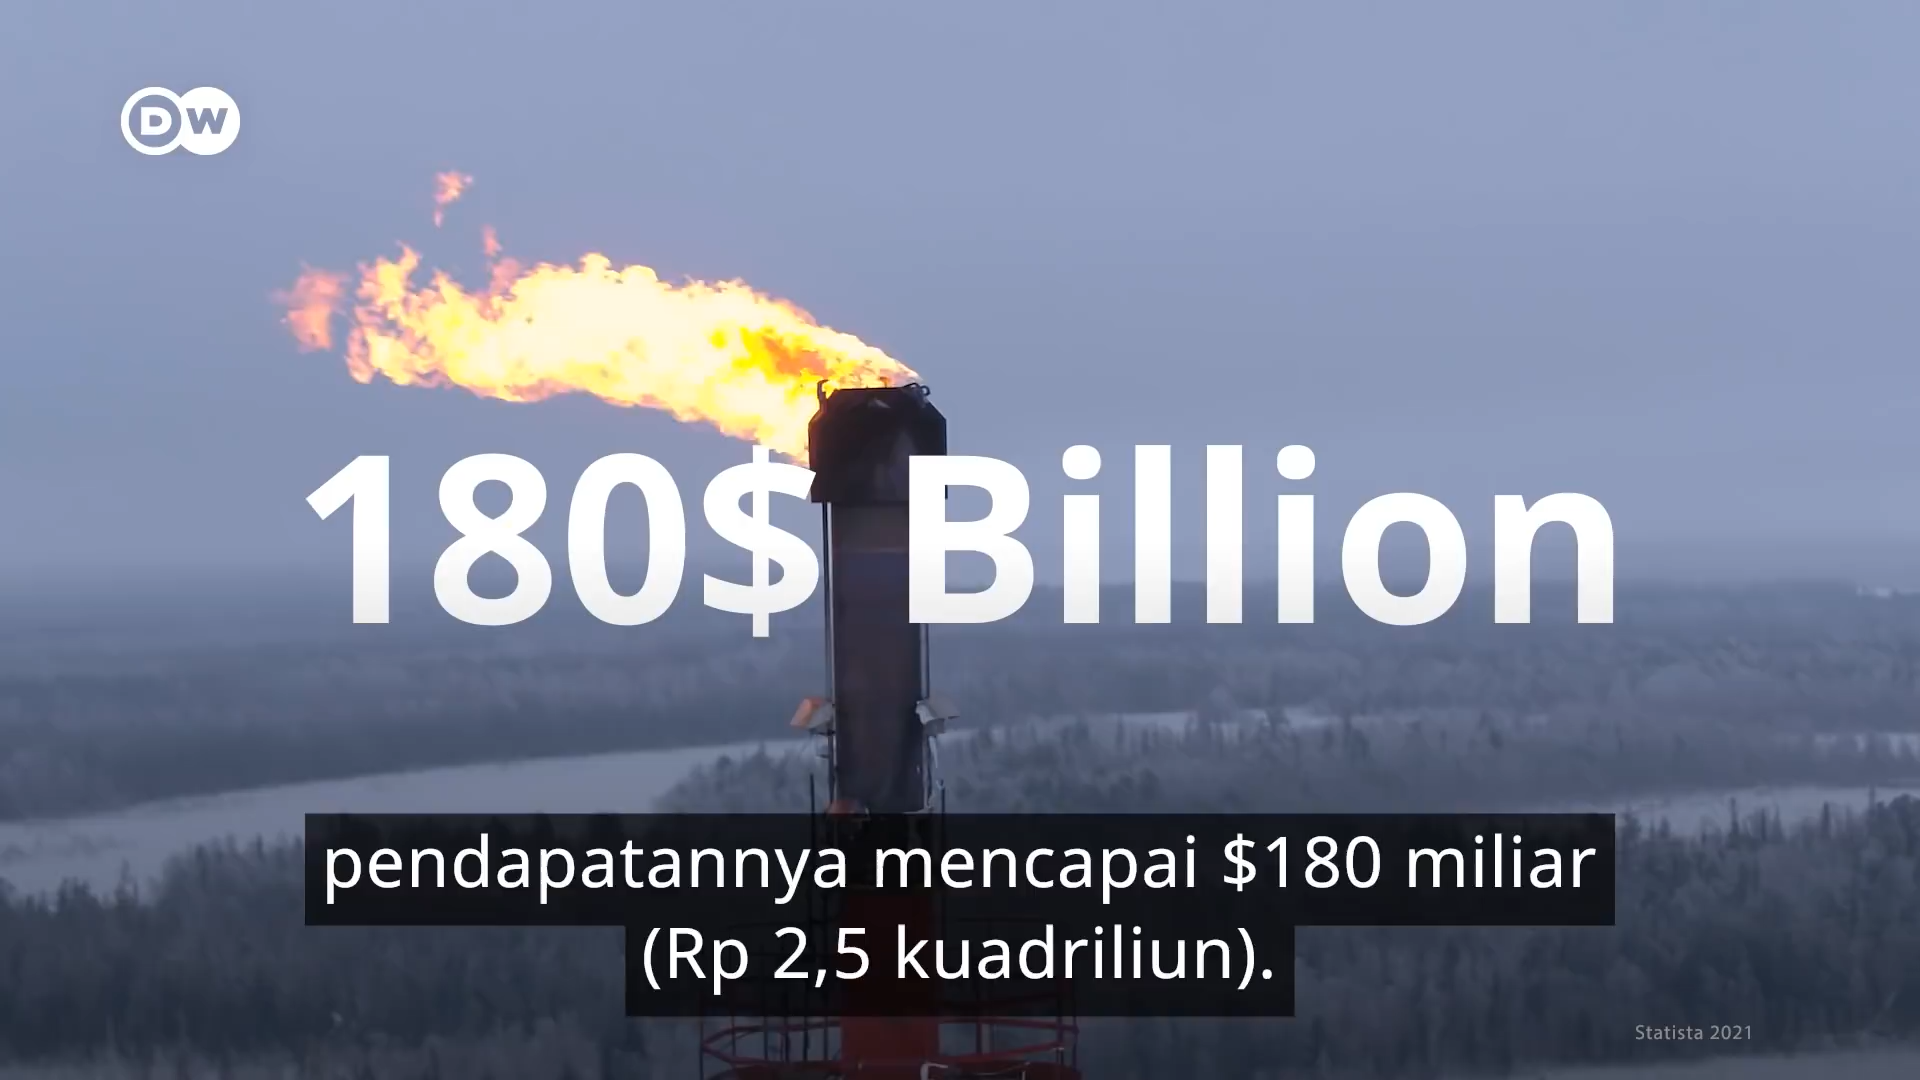 DW
180$ Billion
pendapatannya mencapai $180 miliar
(Rp 2,5 kuadriliun).
Statista 2021